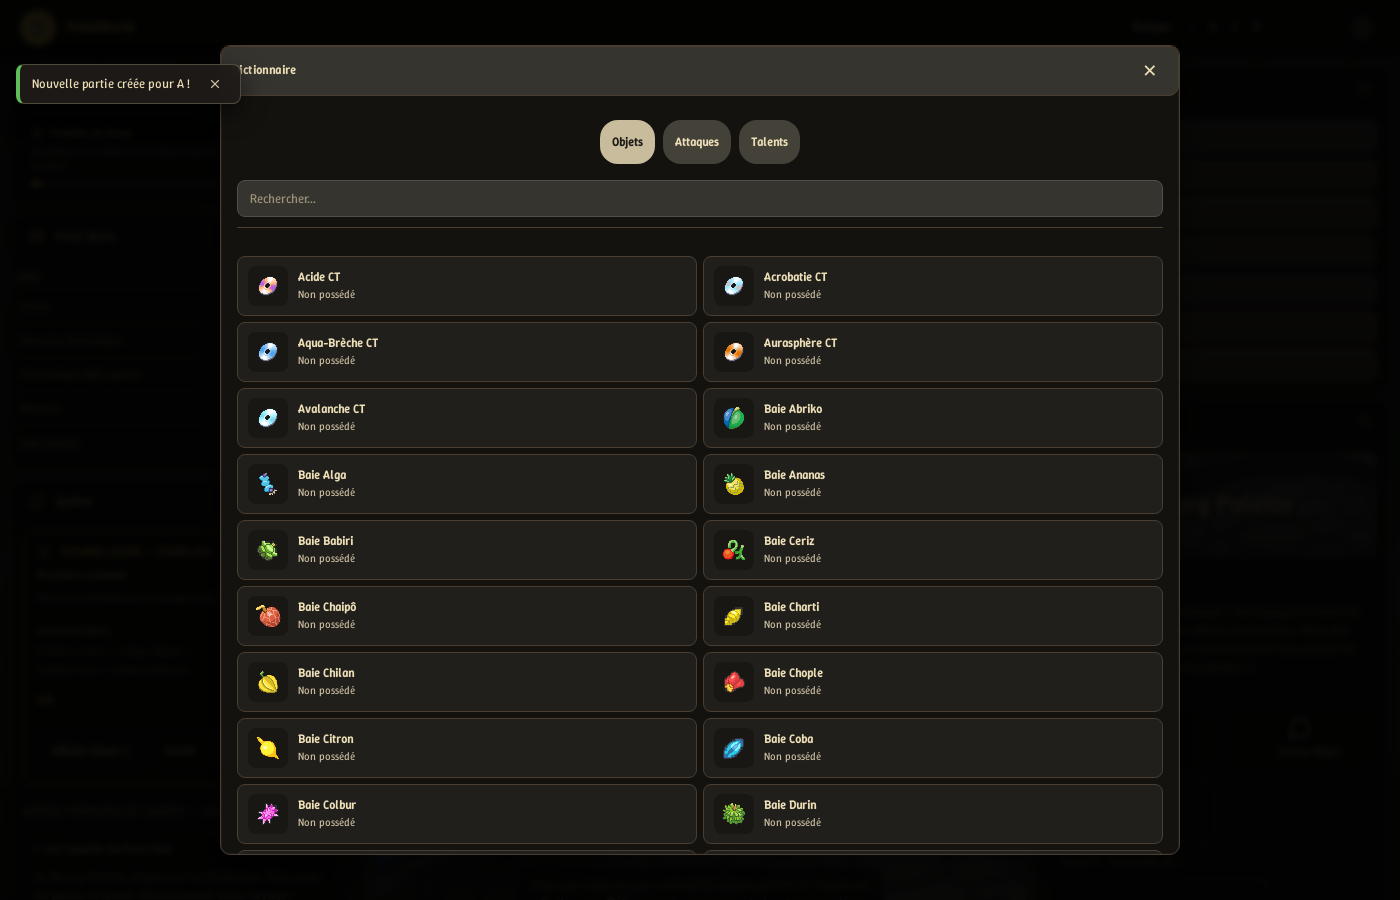 Nouvelle partie créée pour A !
ictionnaire
Objets
Attaques
Talents
Rechercher...
Acide CT
Non possédé
Acrobatie CT
Non possédé
Aqua-Brèche CT
Non possédé
Aurasphère CT
Non possédé
Avalanche CT
Non possédé
Baie Abriko
Non possédé
Baie Alga
Non possédé
Baie Ananas
Non possédé
Baie Babiri
Non possédé
Baie Ceriz
Non possédé
Baie Chaipô
Non possédé
Baie Charti
Non possédé
Baie Chilan
Non possédé
Baie Chople
Non possédé
Baie Citron
Non possédé
Baie Coba
Non possédé
Baie Colbur
Non possédé
Baie Durin
Non possédé